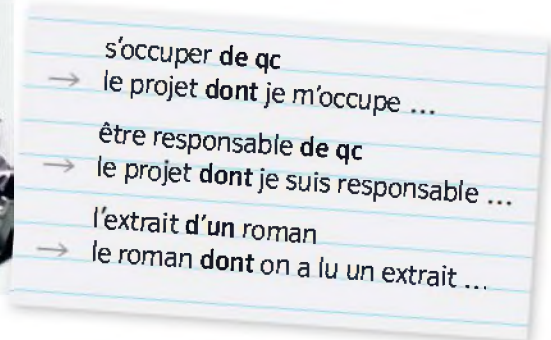 s'occuper de qc
→ le projet dont je m'occupe ...
être responsable de qc
→ le projet dont je suis responsable ...
l'extrait d'un roman
→ le roman dont on a lu un extrait ...